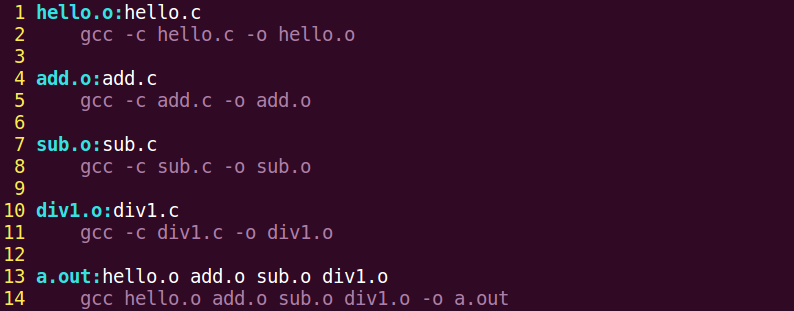 1 hello.o:hello.c
2     gcc -c hello.c -o hello.o
3
4 add.o:add.c
5     gcc -c add.c -o add.o
6
7 sub.o:sub.c
8     gcc -c sub.c -o sub.o
9
10 div1.o:div1.c
11     gcc -c div1.c -o div1.o
12
13 a.out:hello.o add.o sub.o div1.o
14     gcc hello.o add.o sub.o div1.o -o a.out